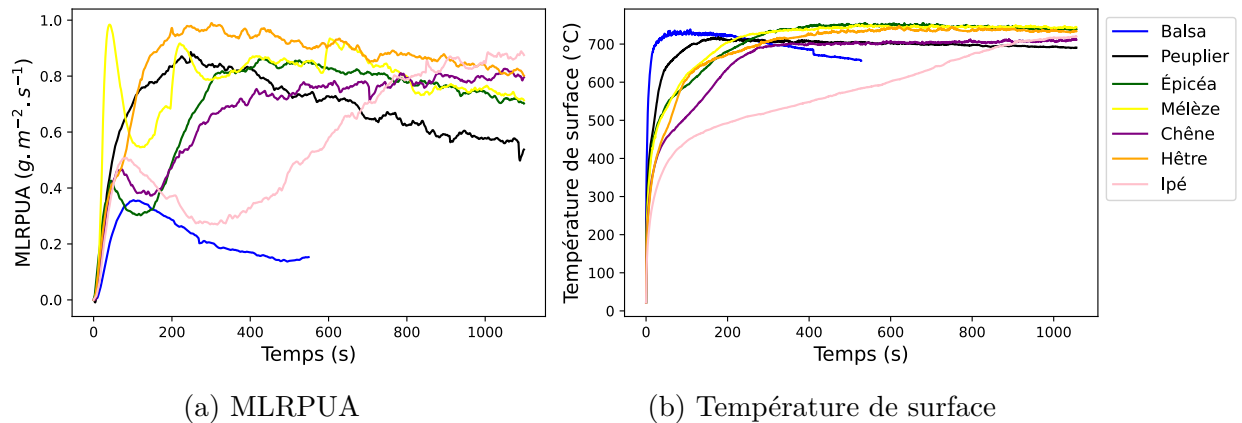 1.0
0.8
0.6
0.4
0.2
0.0
MLRPUA (g.m⁻².s⁻¹)
0 200 400 600 800 1000
Temps (s)
700
600
500
400
300
200
100
0
Température de surface (°C)
0 200 400 600 800 1000
Temps (s)
Balsa
Peuplier
Épicéa
Mélèze
Chêne
Hêtre
Ipé
(a) MLRPUA
(b) Température de surface